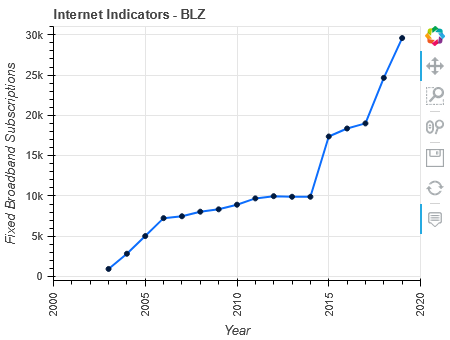 Internet Indicators - BLZ
Fixed Broadband Subscriptions
30k
25k
20k
15k
10k
5k
0
2000
2005
2010
2015
2020
Year